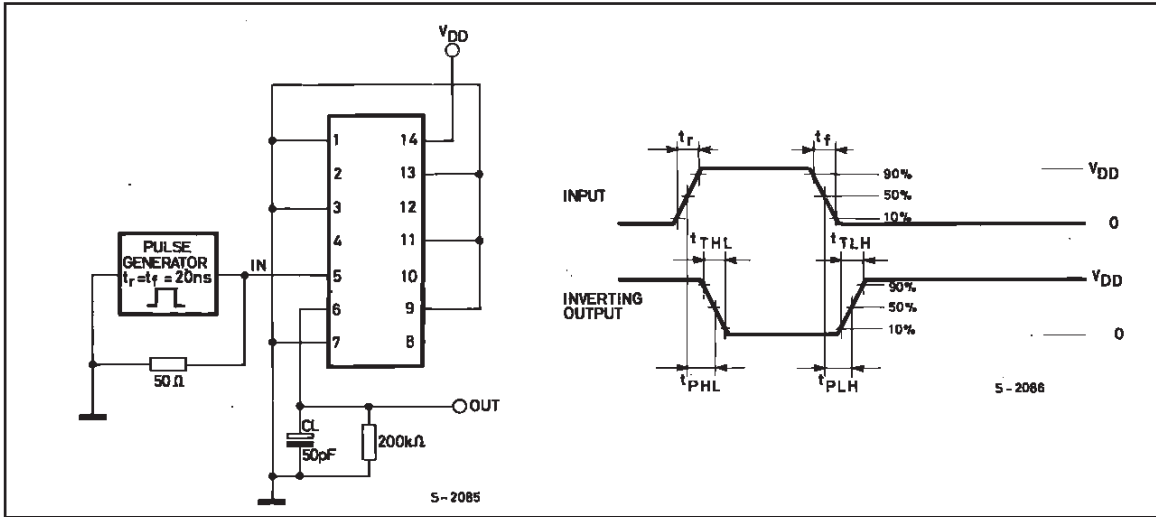 VDD
1 14
2 13
3 12
4 11
5 10
6 9
7 8
PULSE
GENERATOR
tr=tf=20ns
IN
50Ω
CL
50pF
200kΩ
OUT
S-2085
tr
tf
INPUT
90%
50%
10%
VDD
0
tTHL
tTLH
INVERTING
OUTPUT
90%
50%
10%
VDD
0
tPHL
tPLH
S-2086